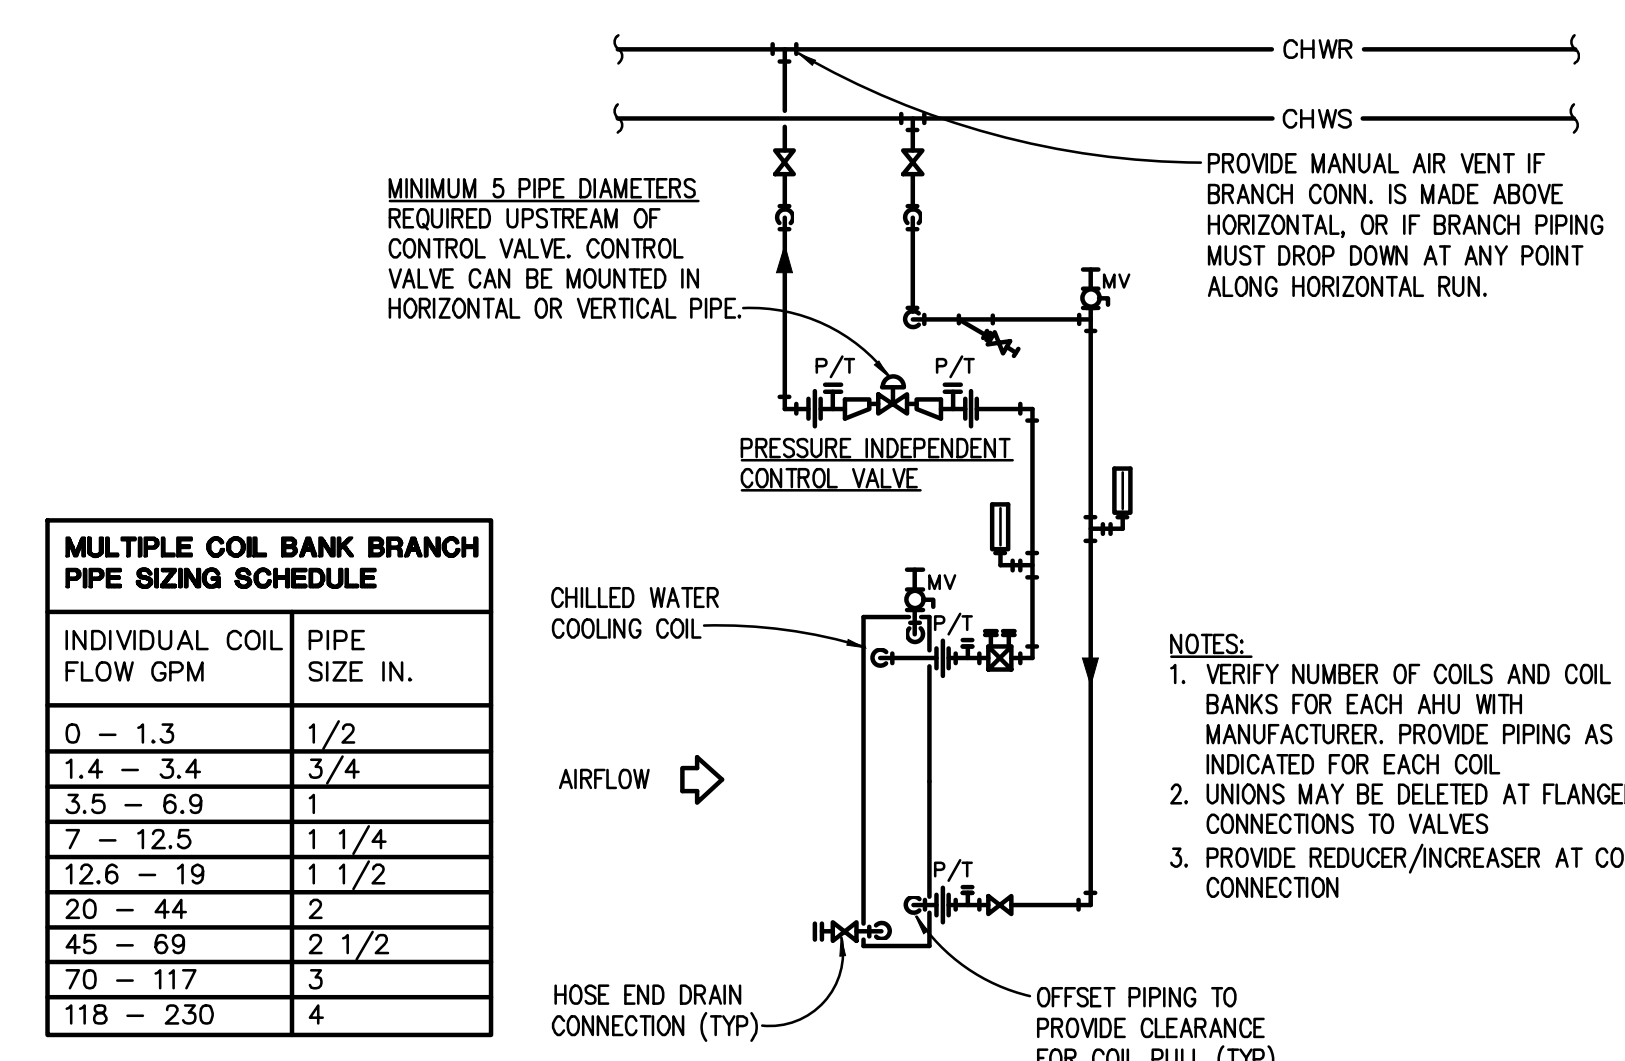 CHWR
CHWS
PROVIDE MANUAL AIR VENT IF
BRANCH CONN. IS MADE ABOVE
HORIZONTAL, OR IF BRANCH PIPING
MUST DROP DOWN AT ANY POINT
ALONG HORIZONTAL RUN.
MINIMUM 5 PIPE DIAMETERS
REQUIRED UPSTREAM OF
CONTROL VALVE. CONTROL
VALVE CAN BE MOUNTED IN
HORIZONTAL OR VERTICAL PIPE.
MV
P/T
P/T
PRESSURE INDEPENDENT
CONTROL VALVE
MULTIPLE COIL BANK BRANCH
PIPE SIZING SCHEDULE
INDIVIDUAL COIL
FLOW GPM
PIPE
SIZE IN.
0 – 1.3 1/2
1.4 – 3.4 3/4
3.5 – 6.9 1
7 – 12.5 1 1/4
12.6 – 19 1 1/2
20 – 44 2
45 – 69 2 1/2
70 – 117 3
118 – 230 4
CHILLED WATER
COOLING COIL
MV
P/T
AIRFLOW
P/T
HOSE END DRAIN
CONNECTION (TYP)
OFFSET PIPING TO
PROVIDE CLEARANCE
FOR COIL PULL (TYP)
NOTES:
1. VERIFY NUMBER OF COILS AND COIL
BANKS FOR EACH AHU WITH
MANUFACTURER. PROVIDE PIPING AS
INDICATED FOR EACH COIL
2. UNIONS MAY BE DELETED AT
CONNECTIONS TO VALVES
3. PROVIDE REDUCER/INCREASER AT
CONNECTION